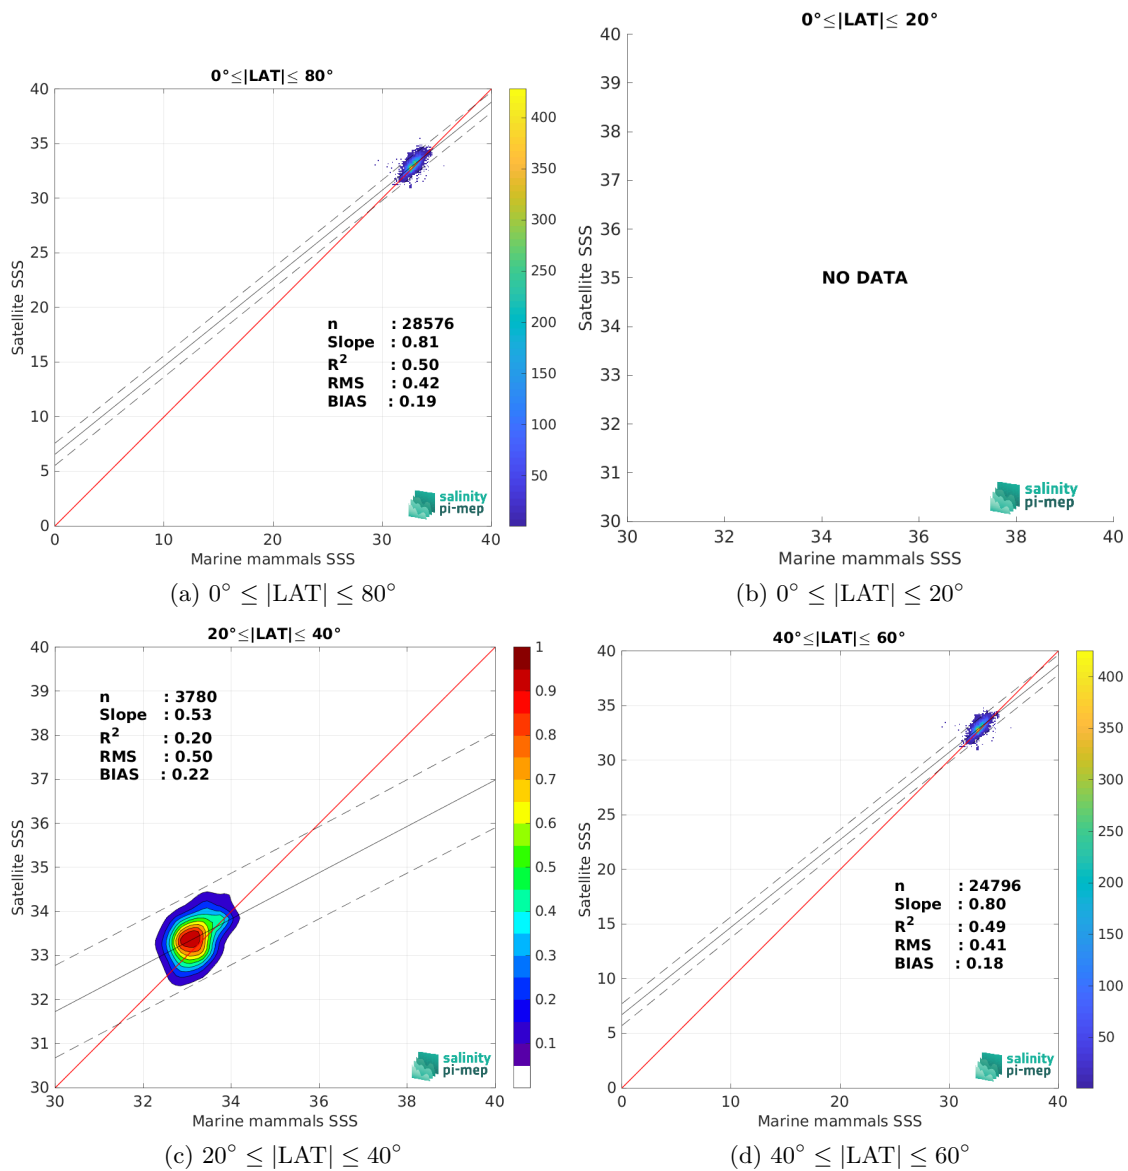 0°≤|LAT|≤ 80°
40
35
30
25
20
15
10
5
0
Satellite SSS
0
10
20
30
40
Marine mammals SSS
n : 28576
Slope : 0.81
R2 : 0.50
RMS : 0.42
BIAS : 0.19
salinity
pi-mep
400
350
300
250
200
150
100
50
(a) 0° ≤ |LAT| ≤ 80°
0°≤|LAT|≤ 20°
40
39
38
37
36
35
34
33
32
31
30
Satellite SSS
NO DATA
30
32
34
36
38
40
Marine mammals SSS
salinity
pi-mep
(b) 0° ≤ |LAT| ≤ 20°
20°≤|LAT|≤ 40°
40
39
38
37
36
35
34
33
32
31
30
Satellite SSS
n : 3780
Slope : 0.53
R2 : 0.20
RMS : 0.50
BIAS : 0.22
30
32
34
36
38
40
Marine mammals SSS
salinity
pi-mep
1
0.9
0.8
0.7
0.6
0.5
0.4
0.3
0.2
0.1
(c) 20° ≤ |LAT| ≤ 40°
40°≤|LAT|≤ 60°
40
35
30
25
20
15
10
5
0
Satellite SSS
n : 24796
Slope : 0.80
R2 : 0.49
RMS : 0.41
BIAS : 0.18
0
10
20
30
40
Marine mammals SSS
salinity
pi-mep
400
350
300
250
200
150
100
50
(d) 40° ≤ |LAT| ≤ 60°